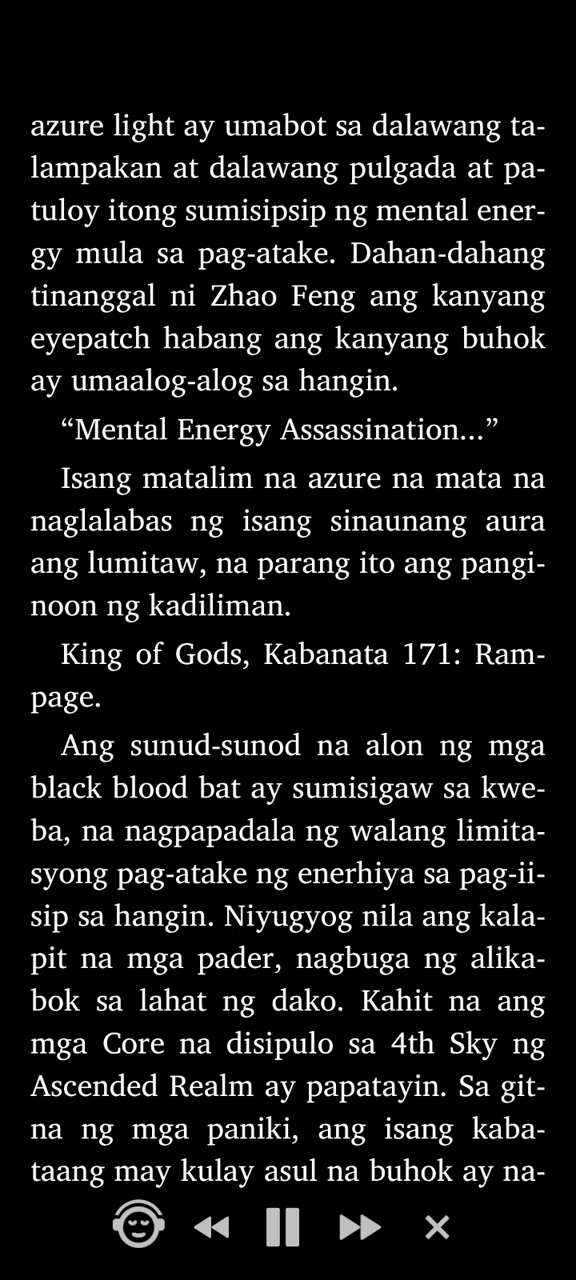 azure light ay umabot sa dalawang ta-
lampakan at dalawang pulgada at pa-
tuloy itong sumisipsip ng mental ener-
gy mula sa pag-atake. Dahan-dahang
tinanggal ni Zhao Feng ang kanyang
eyepatch habang ang kanyang buhok
ay umaalog-alog sa hangin.
“Mental Energy Assassination...”
Isang matalim na azure na mata na
naglalabas ng isang sinaunang aura
ang lumitaw, na parang ito ang pangi-
noon ng kadiliman.
King of Gods, Kabanata 171: Ram-
page.
Ang sunud-sunod na alon ng mga
black blood bat ay sumisigaw sa kwe-
ba, na nagpapadala ng walang limita-
syong pag-atake ng enerhiya sa pag-ii-
sip sa hangin. Niyugyog nila ang kala-
pit na mga pader, nagbuga ng alika-
bok sa lahat ng dako. Kahit na ang
mga Core na disipulo sa 4th Sky ng
Ascended Realm ay papatayin. Sa git-
na ng mga paniki, ang isang kaba-
taang may kulay asul na buhok ay na-